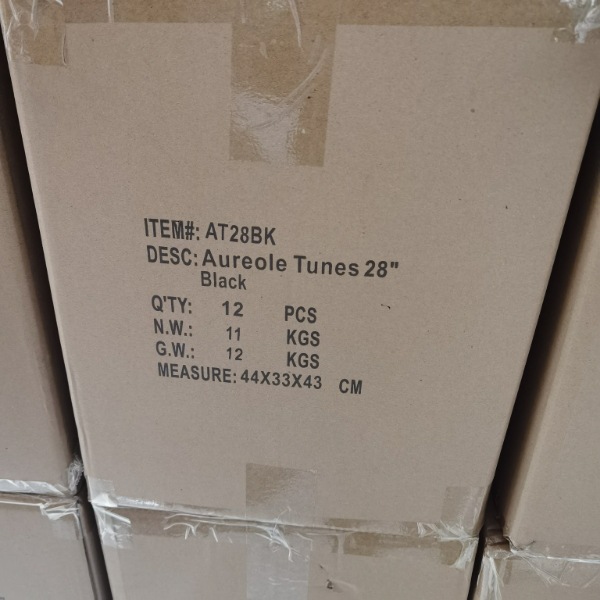 ITEM#: AT28BK
DESC: Aureole Tunes 28"
Black
Q'TY: 12 PCS
N.W.: 11 KGS
G.W.: 12 KGS
MEASURE: 44X33X43 CM